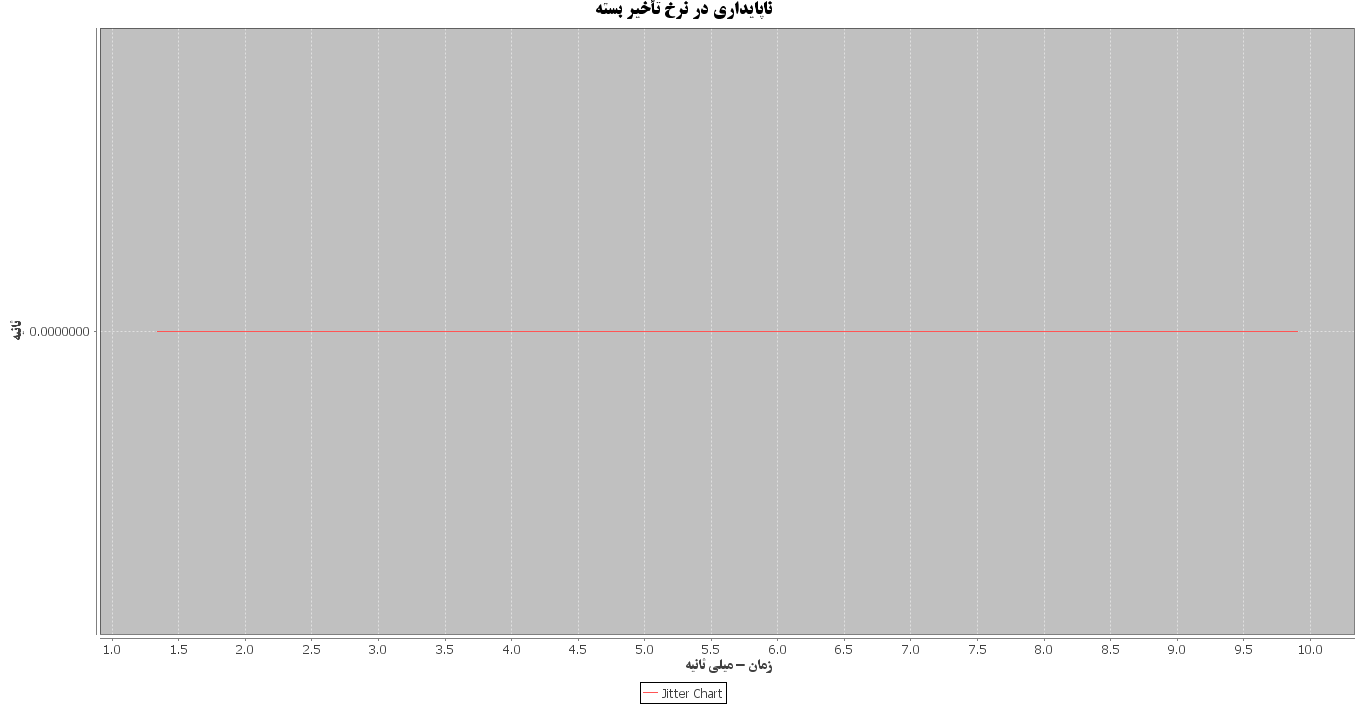 ناپایداری در نرخ تأخیر بسته
ثانیه
0.0000000
1.0 1.5 2.0 2.5 3.0 3.5 4.0 4.5 5.0 5.5 6.0 6.5 7.0 7.5 8.0 8.5 9.0 9.5 10.0
زمان - میلی ثانیه
Jitter Chart